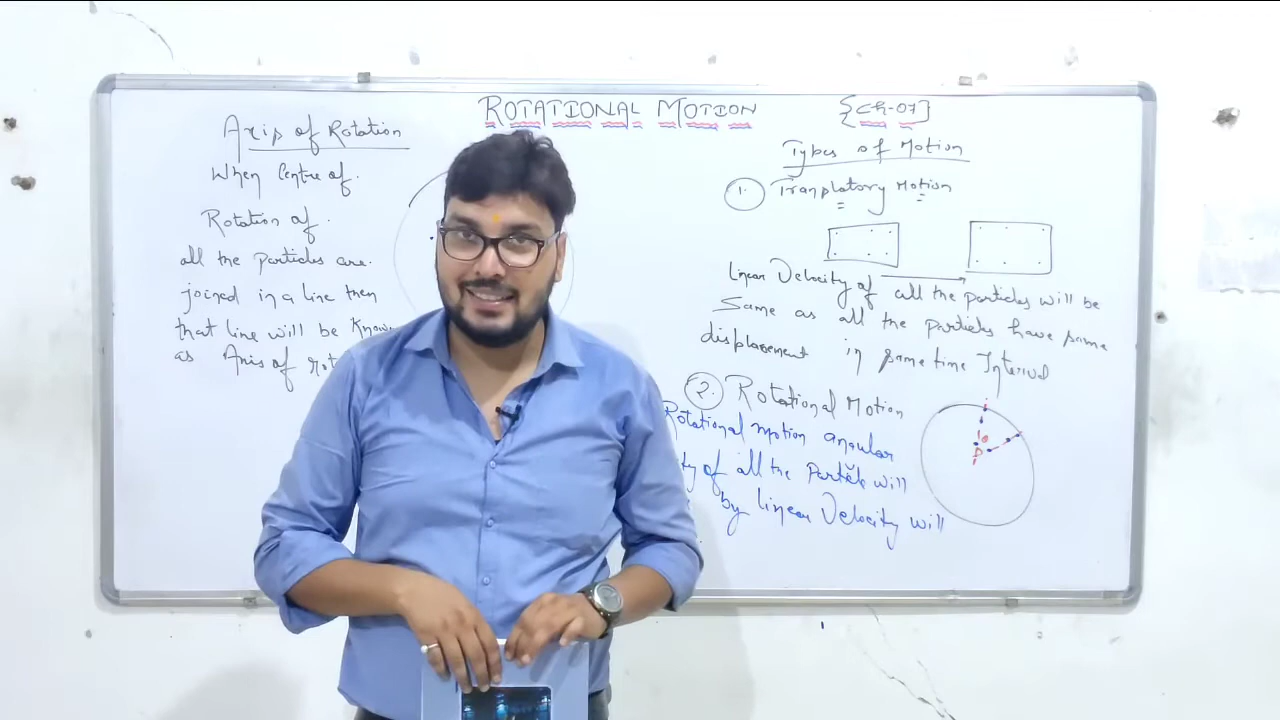 ROTATIONAL MOTION {Ch-07}
Axis of Rotation
When Centre of
Rotation of
all the particles are
joined in a line then
that line will be Know
as Axis of rot
Types of Motion
1. Translatory Motion
Linear Velocity of all the particles will be
Same as all the particles have same
displacement in same time Interval
2. Rotational Motion
Rotational motion angular
ty of all the Particle will
by linear Velocity will
θ